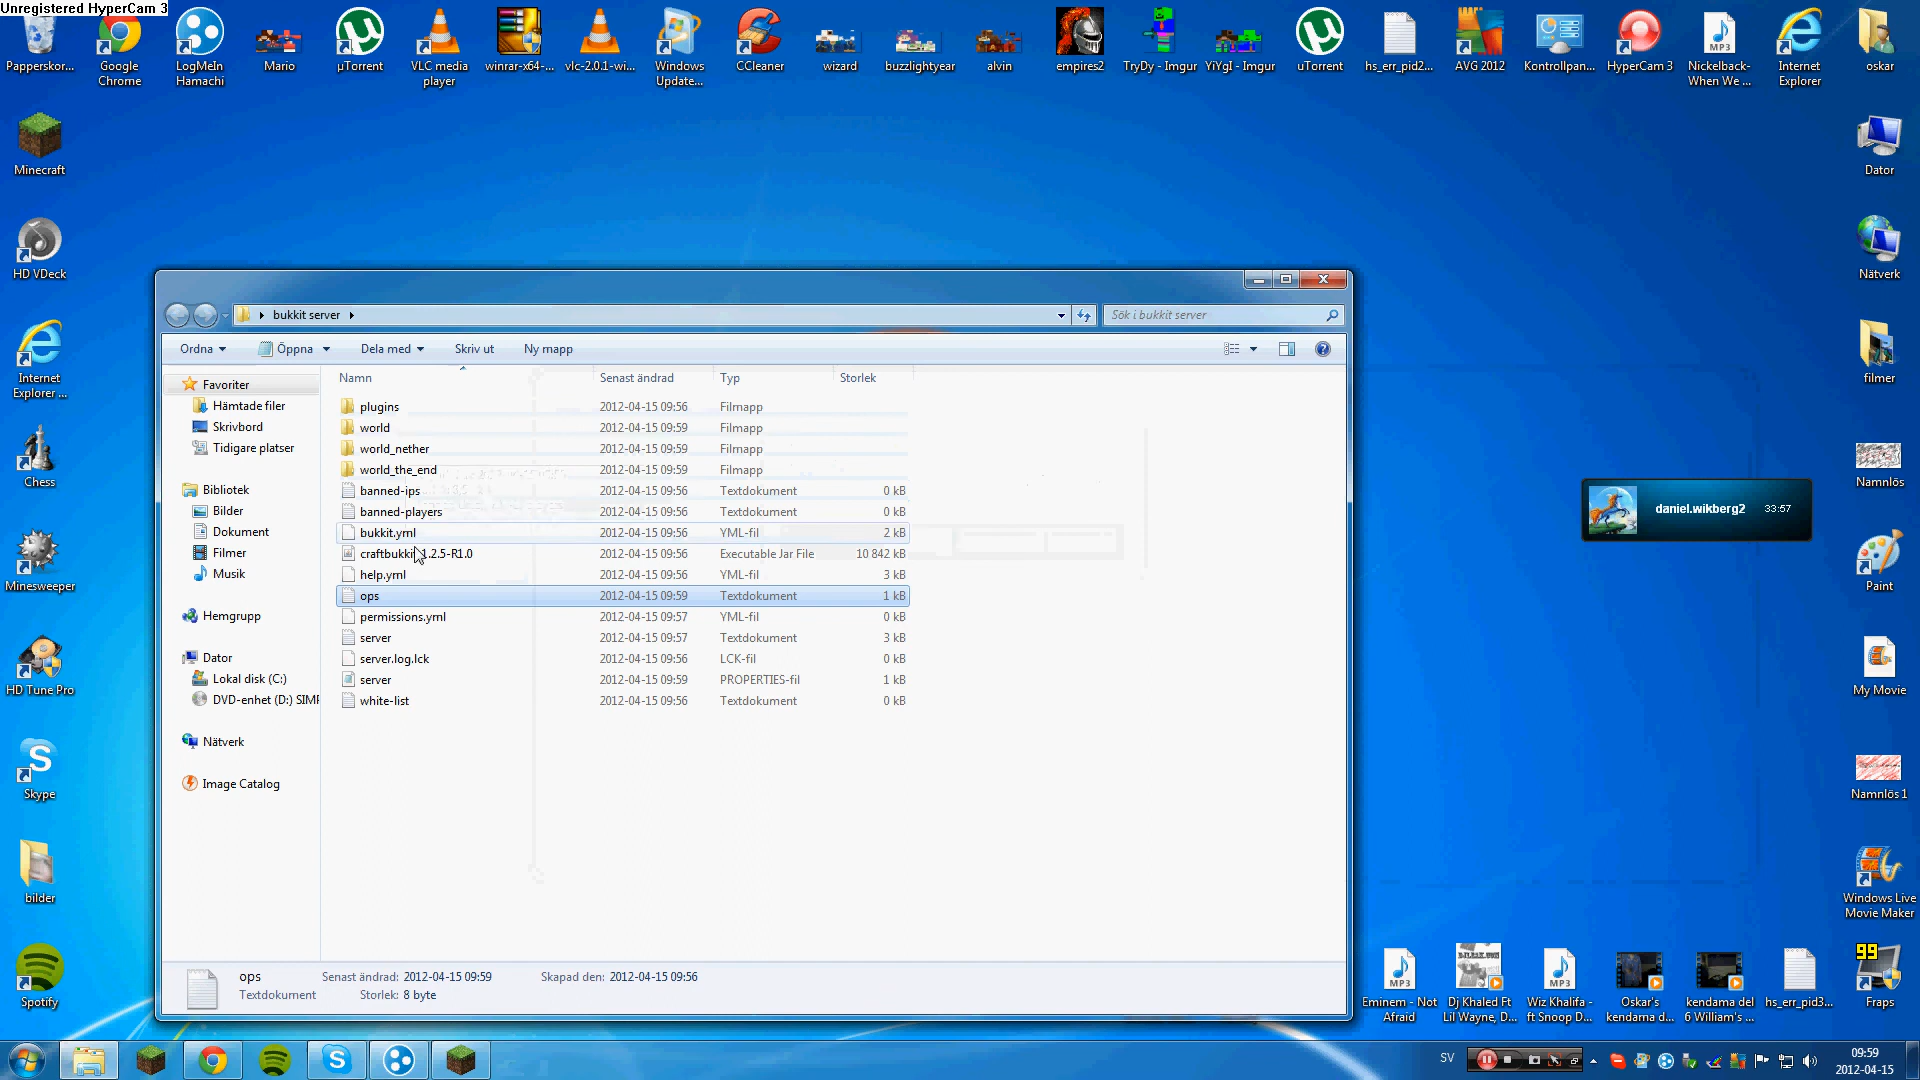 Unregistered HyperCam 3
Papperskor...
Google Chrome
LogMeIn Hamachi
Mario
µTorrent
VLC media player
winrar-x64-...
vlc-2.0.1-wi...
Windows Update...
CCleaner
wizard
buzzlightyear
alvin
empires2
TryDy - Imgur
YiYgI - Imgur
uTorrent
hs_err_pid2...
AVG 2012
Kontrollpan...
HyperCam 3
MP3
Nickelback- When We ...
Internet Explorer
oskar
Minecraft
Dator
HD VDeck
Nätverk
Internet Explorer ...
filmer
Chess
Namnlös
Minesweeper
Paint
HD Tune Pro
My Movie
Skype
Namnlös 1
bilder
Windows Live Movie Maker
Spotify
bukkit server
Sök i bukkit server
Ordna
Öppna
Dela med
Skriv ut
Ny mapp
Favoriter
Hämtade filer
Skrivbord
Tidigare platser
Bibliotek
Bilder
Dokument
Filmer
Musik
Hemgrupp
Dator
Lokal disk (C:)
DVD-enhet (D:) SIM
Nätverk
Image Catalog
Namn Senast ändrad Typ Storlek
plugins 2012-04-15 09:56 Filmapp
world 2012-04-15 09:59 Filmapp
world_nether 2012-04-15 09:59 Filmapp
world_the_end 2012-04-15 09:59 Filmapp
banned-ips 2012-04-15 09:56 Textdokument 0 kB
banned-players 2012-04-15 09:56 Textdokument 0 kB
bukkit.yml 2012-04-15 09:56 YML-fil 2 kB
craftbukkit-1.2.5-R1.0 2012-04-15 09:56 Executable Jar File 10 842 kB
help.yml 2012-04-15 09:56 YML-fil 3 kB
ops 2012-04-15 09:59 Textdokument 1 kB
permissions.yml 2012-04-15 09:57 YML-fil 0 kB
server 2012-04-15 09:57 Textdokument 3 kB
server.log.lck 2012-04-15 09:56 LCK-fil 0 kB
server 2012-04-15 09:59 PROPERTIES-fil 1 kB
white-list 2012-04-15 09:56 Textdokument 0 kB
ops Senast ändrad: 2012-04-15 09:59 Skapad den: 2012-04-15 09:56
Textdokument Storlek: 8 byte
daniel.wikberg2 33:57
MP3
Eminem - Not Afraid
Dj Khaled Ft Lil Wayne, D...
MP3
Wiz Khalifa - ft Snoop D...
Oskar's kendama d...
kendama del 6 William's ...
hs_err_pid3...
99
Fraps
SV
09:59
2012-04-15